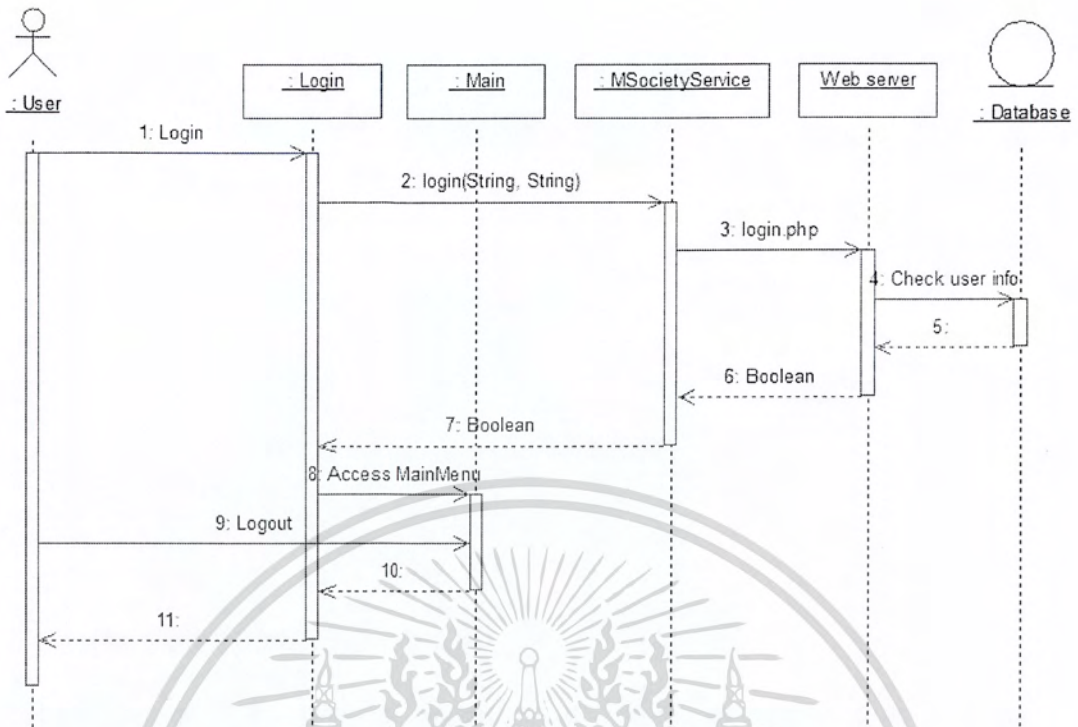 : User
: Login
: Main
: MSocietyService
Web server
: Database
1: Login
2: login(String, String)
3: login.php
4: Check user info
5:
6: Boolean
7: Boolean
8: Access MainMenu
9: Logout
10:
11: